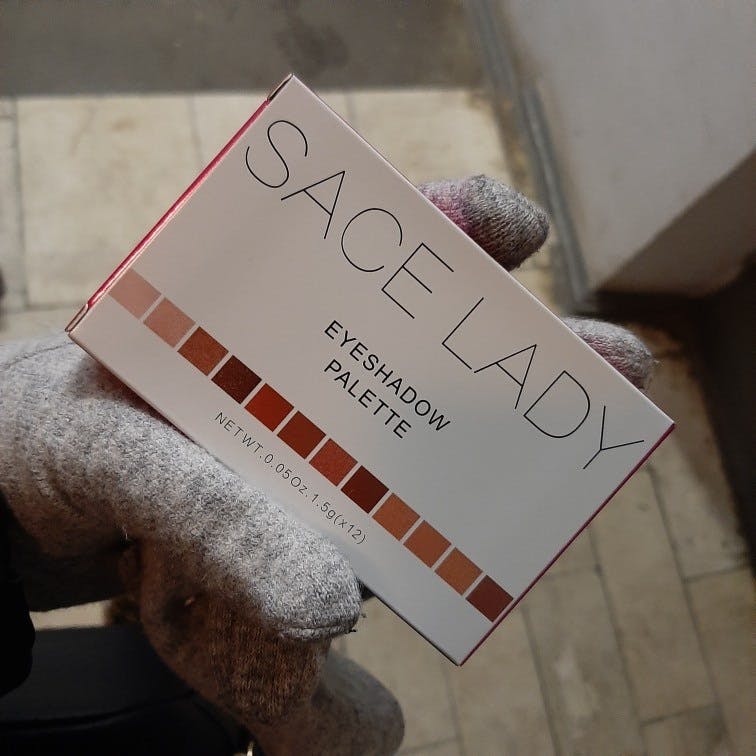 SACE LADY
EYESHADOW
PALETTE
NETWT.0.05Oz.1.5g(x12)